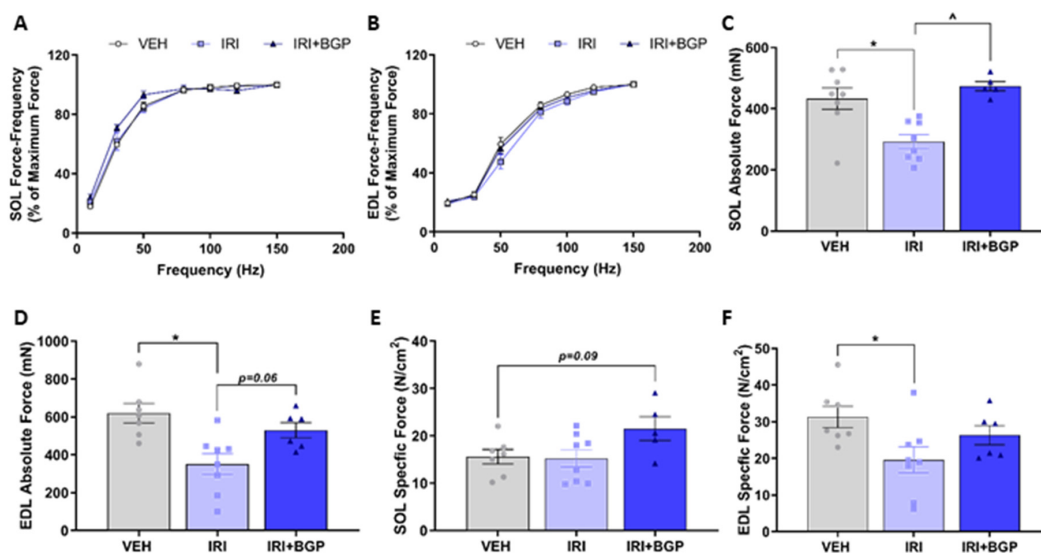 A
VEH IRI IRI+BGP
SOL Force-Frequency
(% of Maximum Force)
120
80
40
0
0 50 100 150 200
Frequency (Hz)
B
VEH IRI IRI+BGP
EDL Force-Frequency
(% of Maximum Force)
120
80
40
0
0 50 100 150 200
Frequency (Hz)
C
SOL Absolute Force (mN)
600
400
200
0
*
^
VEH IRI IRI+BGP
D
EDL Absolute Force (mN)
1000
800
600
400
200
0
*
p=0.06
VEH IRI IRI+BGP
E
SOL Specfic Force (N/cm²)
40
30
20
10
0
p=0.09
VEH IRI IRI+BGP
F
EDL Specfic Force (N/cm²)
50
40
30
20
10
0
*
VEH IRI IRI+BGP